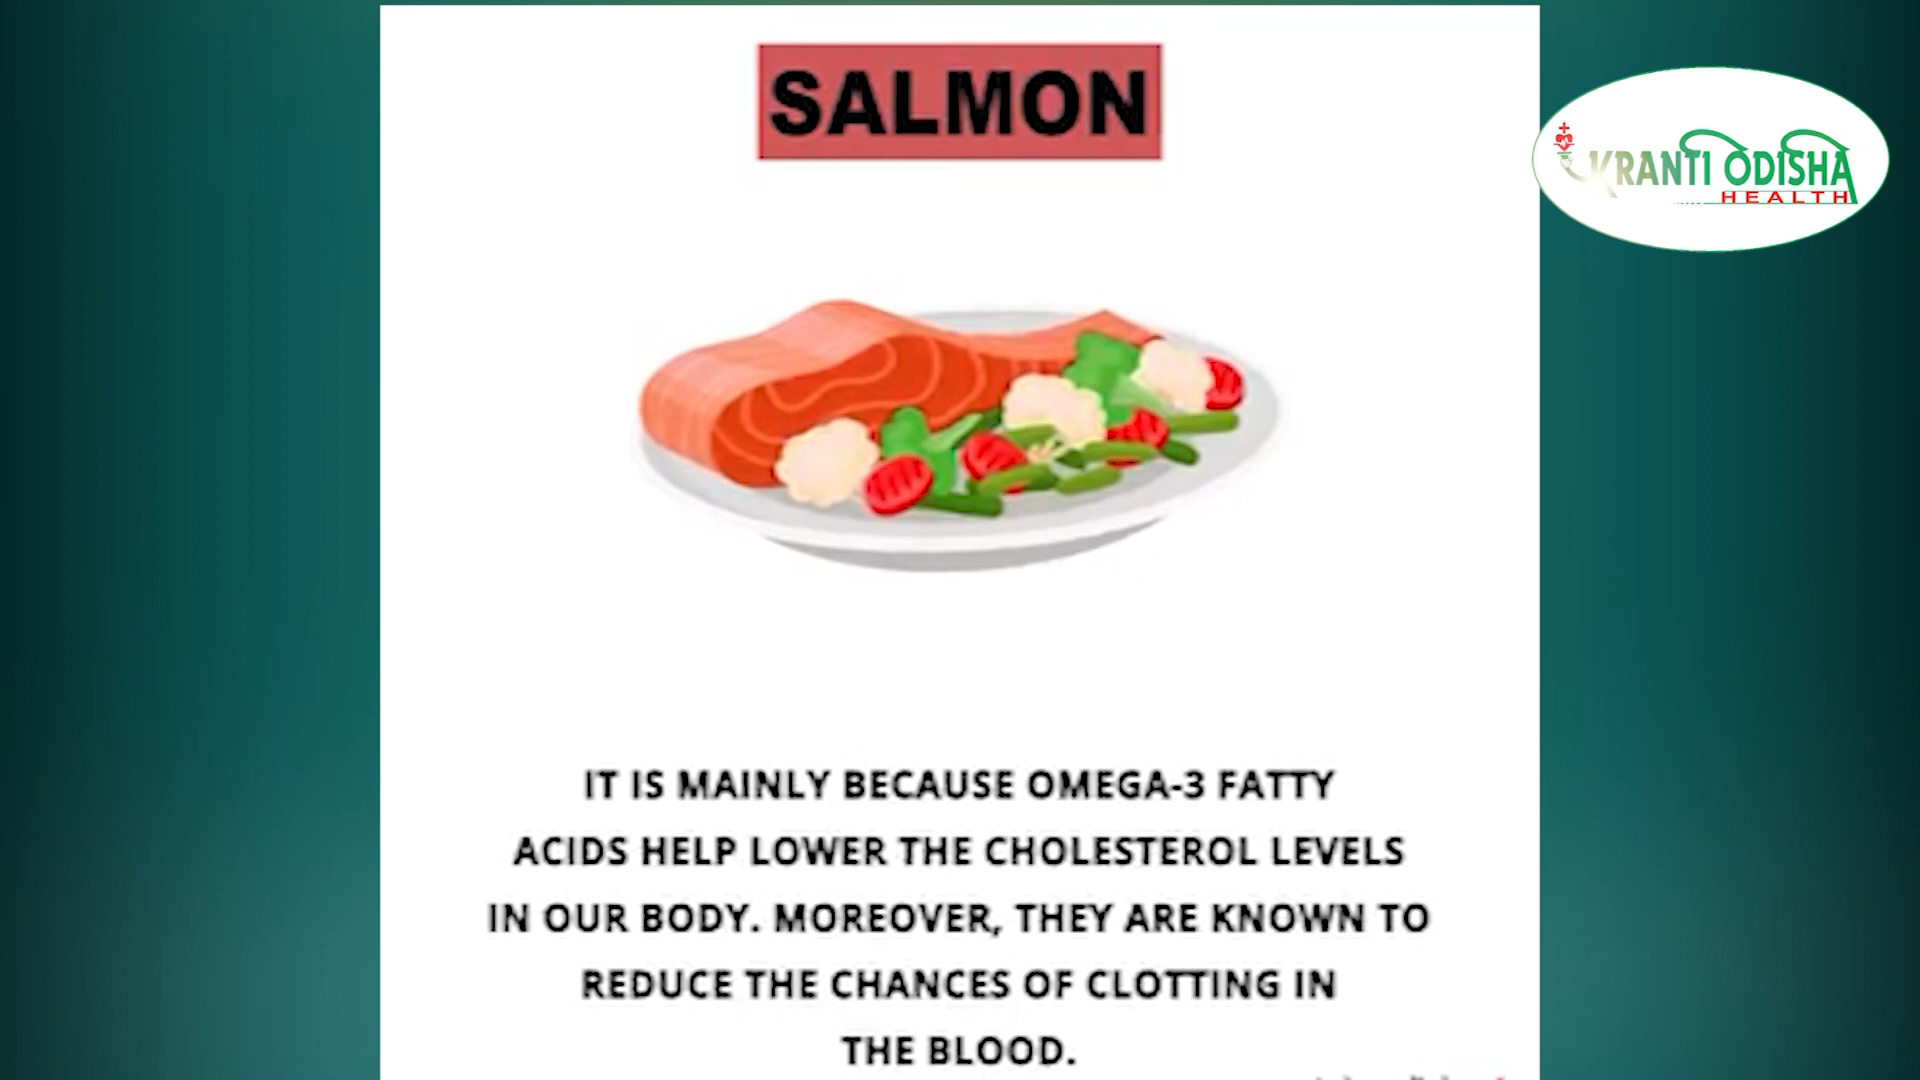 SALMON
KRANTI ODISHA
HEALTH
IT IS MAINLY BECAUSE OMEGA-3 FATTY
ACIDS HELP LOWER THE CHOLESTEROL LEVELS
IN OUR BODY. MOREOVER, THEY ARE KNOWN TO
REDUCE THE CHANCES OF CLOTTING IN
THE BLOOD.